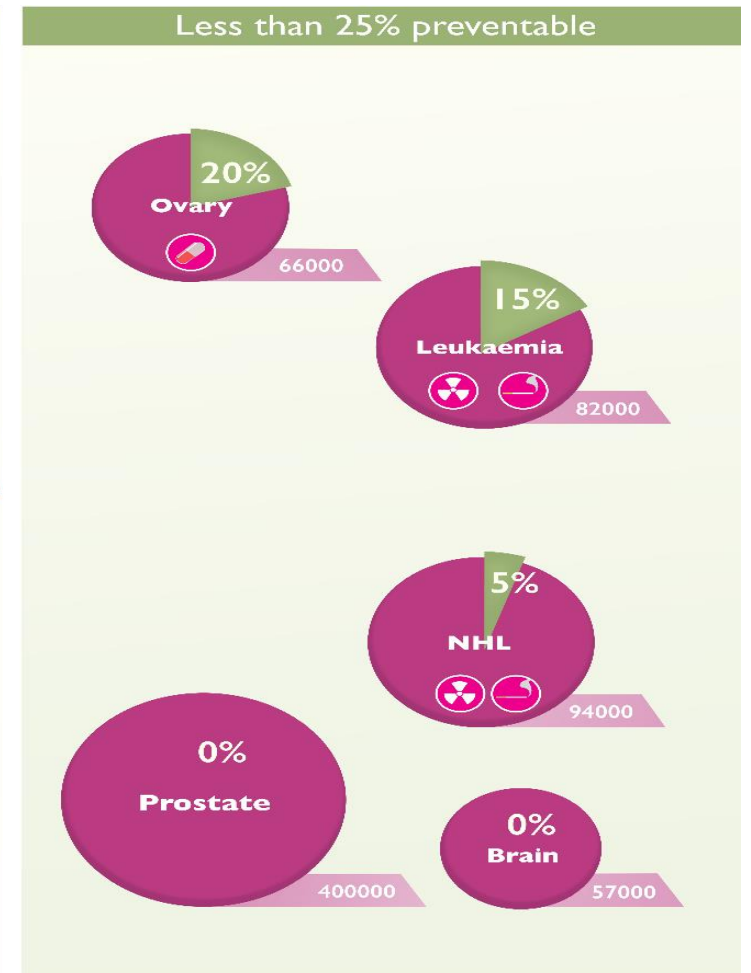 Less than 25% preventable
20%
Ovary
66000
15%
Leukaemia
82000
5%
NHL
94000
0%
Prostate
400000
0%
Brain
57000